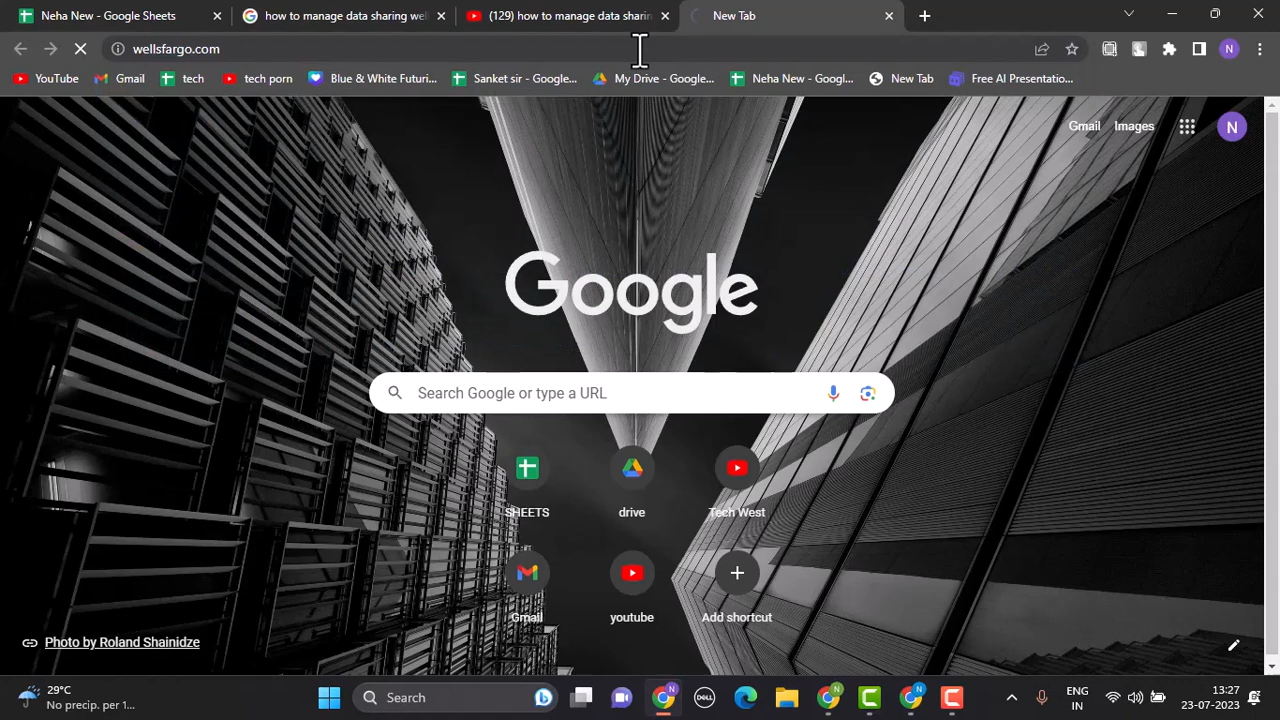 Neha New - Google Sheets
how to manage data sharing well
(129) how to manage data sharin
New Tab
wellsfargo.com
YouTube
Gmail
tech
tech porn
Blue & White Futuri...
Sanket sir - Google...
My Drive - Google...
Neha New - Googl...
New Tab
Free AI Presentatio...
Gmail
Images
N
Google
Search Google or type a URL
SHEETS
drive
Tech West
Gmail
youtube
Add shortcut
Photo by Roland Shainidze
29°C
No precip. per 1...
Search
DELL
ENG
IN
13:27
23-07-2023